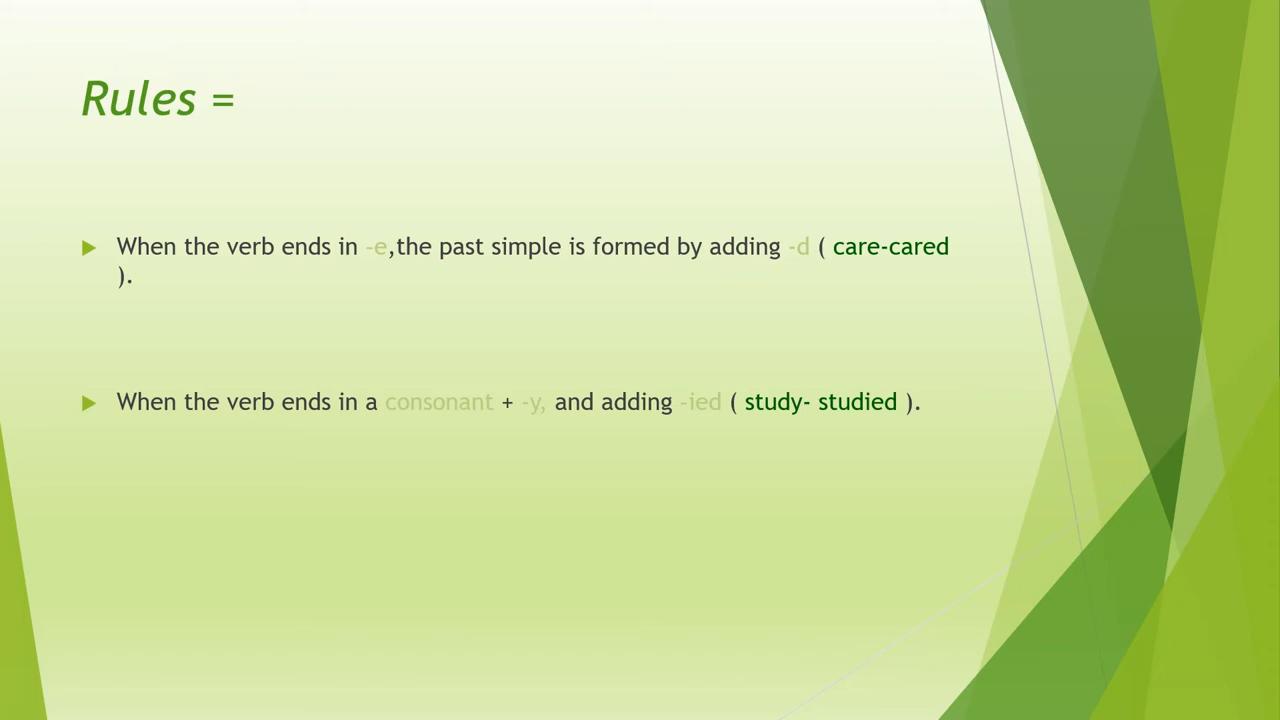 Rules =
When the verb ends in -e,the past simple is formed by adding -d ( care-cared
).
When the verb ends in a consonant + -y, and adding -ied ( study- studied ).